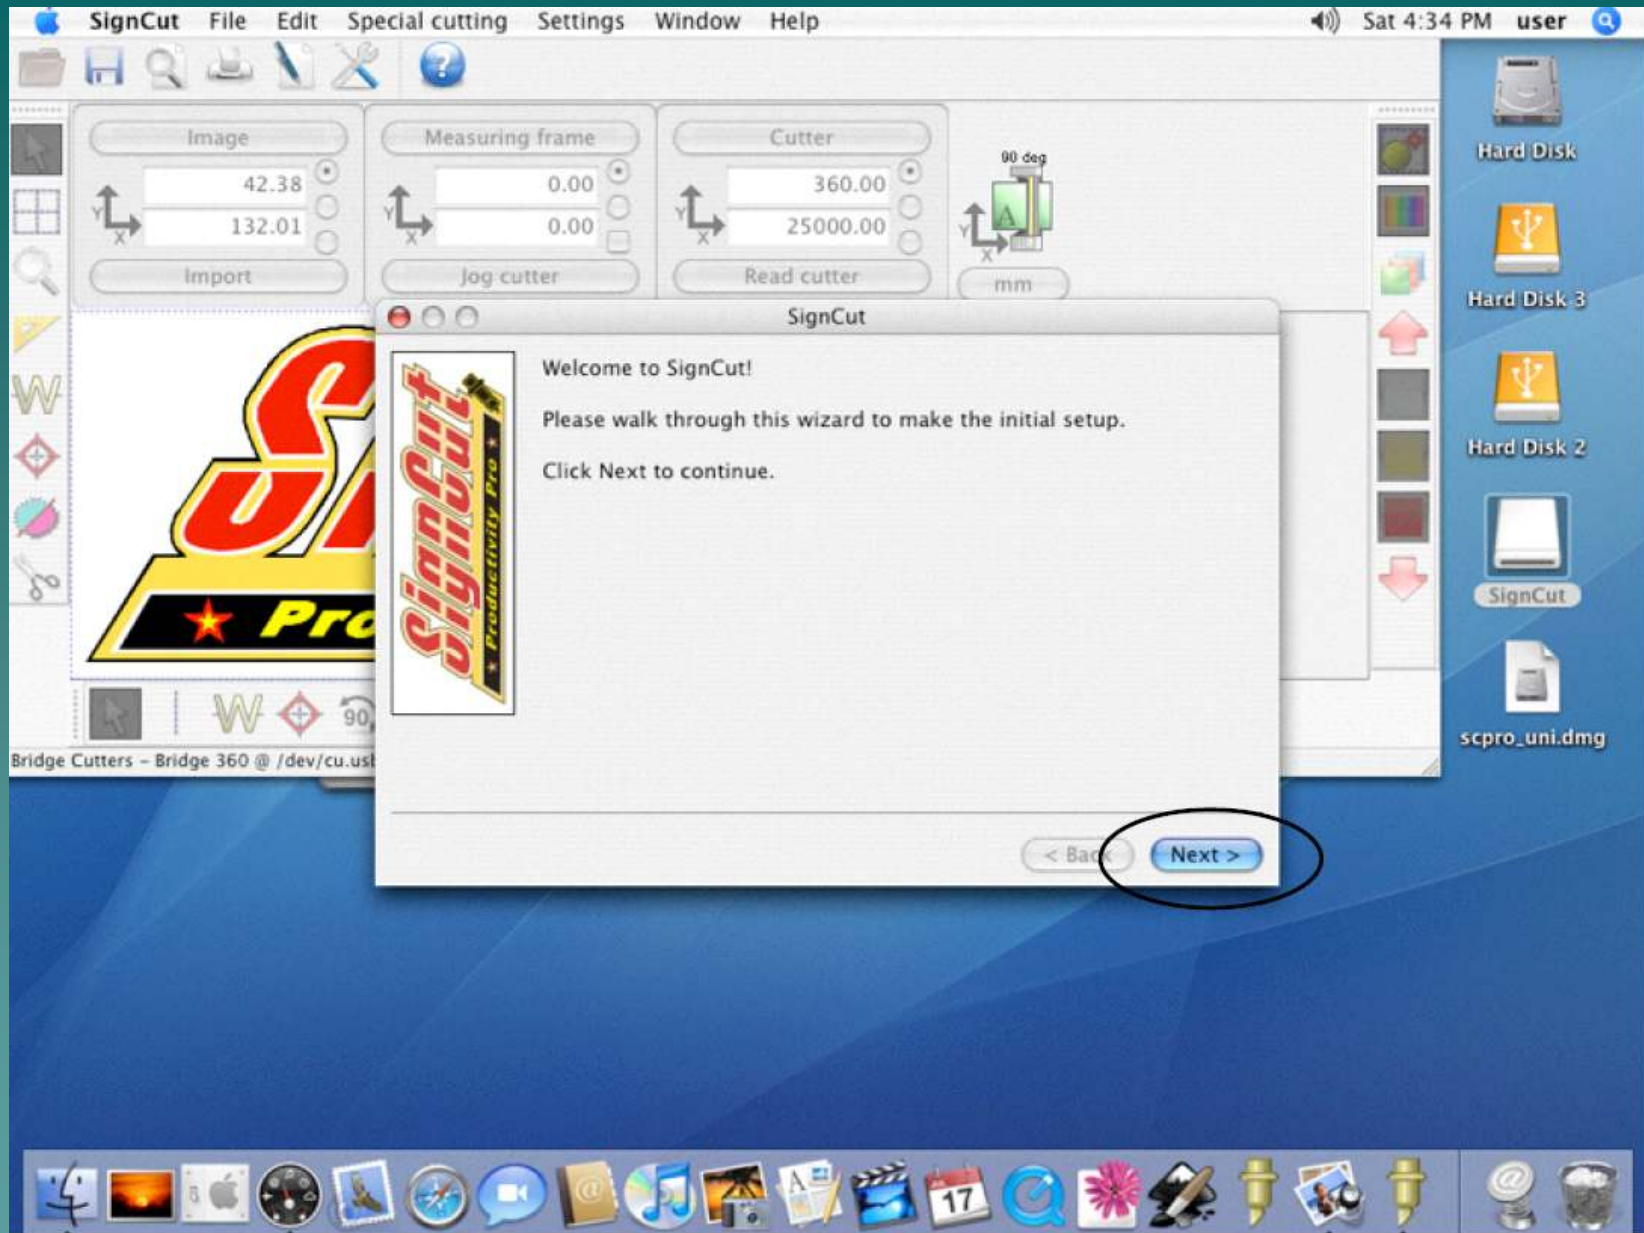 SignCut File Edit Special cutting Settings Window Help Sat 4:34 PM user
Image Measuring frame Cutter
90 deg
42.38 0.00 360.00
Y Y Y A Y
132.01 0.00 25000.00
X X X X
Import Jog cutter Read cutter mm
Hard Disk
Hard Disk 3
Hard Disk 2
SignCut
scpro_uni.dmg
SignCut
Welcome to SignCut!
Please walk through this wizard to make the initial setup.
Click Next to continue.
SignCut
Productivity Pro
Pro
W
W 90
Bridge Cutters – Bridge 360 @ /dev/cu.usb
< Back Next >
17